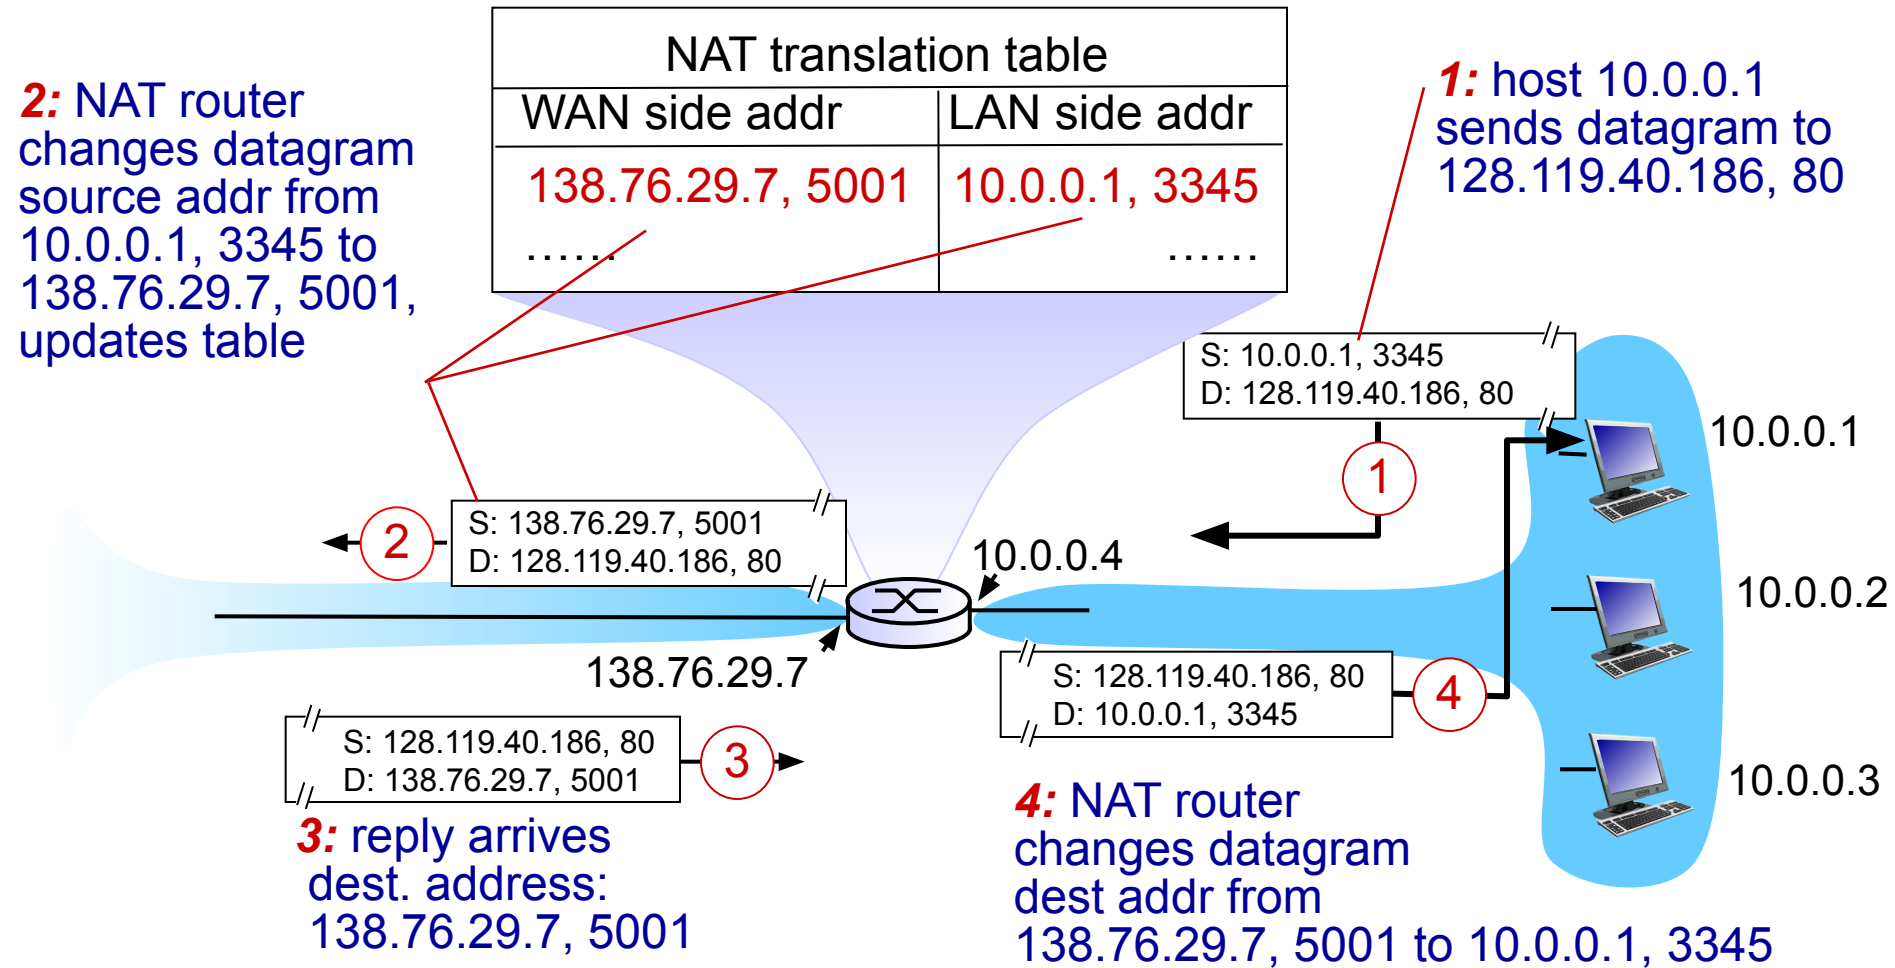 NAT translation table
WAN side addr LAN side addr
138.76.29.7, 5001 10.0.0.1, 3345
...... ......
2: NAT router
changes datagram
source addr from
10.0.0.1, 3345 to
138.76.29.7, 5001,
updates table
1: host 10.0.0.1
sends datagram to
128.119.40.186, 80
S: 10.0.0.1, 3345
D: 128.119.40.186, 80
1
10.0.0.1
2
S: 138.76.29.7, 5001
D: 128.119.40.186, 80
10.0.0.4
10.0.0.2
138.76.29.7
S: 128.119.40.186, 80
D: 10.0.0.1, 3345
4
S: 128.119.40.186, 80
D: 138.76.29.7, 5001
3
10.0.0.3
3: reply arrives
dest. address:
138.76.29.7, 5001
4: NAT router
changes datagram
dest addr from
138.76.29.7, 5001 to 10.0.0.1, 3345